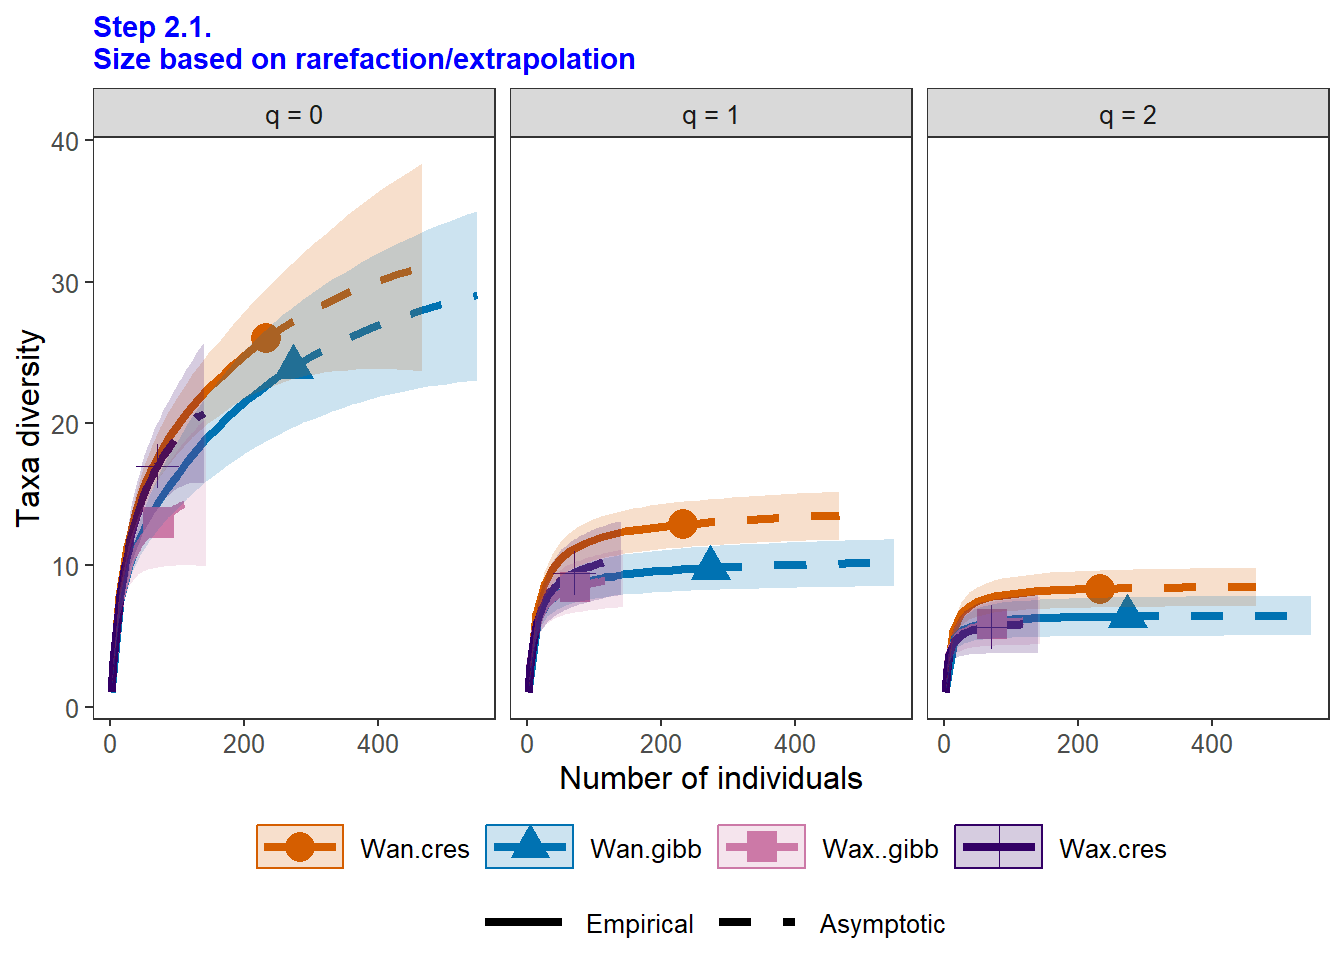 Step 2.1.
Size based on rarefaction/extrapolation
q = 0
q = 1
q = 2
Taxa diversity
40
30
20
10
0
0 200 400
0 200 400
0 200 400
Number of individuals
Wan.cres Wan.gibb Wax..gibb Wax.cres
Empirical Asymptotic